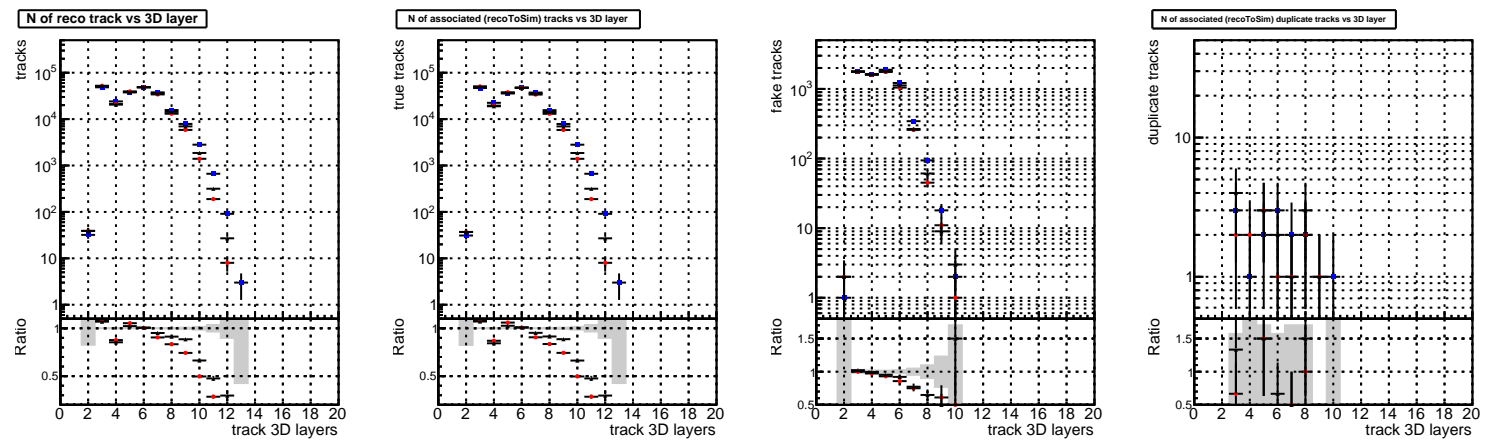 N of reco track vs 3D layer
tracks
10^5
10^4
10^3
10^2
10
1
Ratio
1
0.5
0 2 4 6 8 10 12 14 16 18 20
track 3D layers
N of associated (recoToSim) tracks vs 3D layer
true tracks
10^5
10^4
10^3
10^2
10
1
Ratio
1
0.5
0 2 4 6 8 10 12 14 16 18 20
track 3D layers
fake tracks
10^3
10^2
10
1
Ratio
1.5
1
0.5
0 2 4 6 8 10 12 14 16 18 20
track 3D layers
N of associated (recoToSim) duplicate tracks vs 3D layer
duplicate tracks
10
1
Ratio
1.5
1
0.5
0 2 4 6 8 10 12 14 16 18 20
track 3D layers